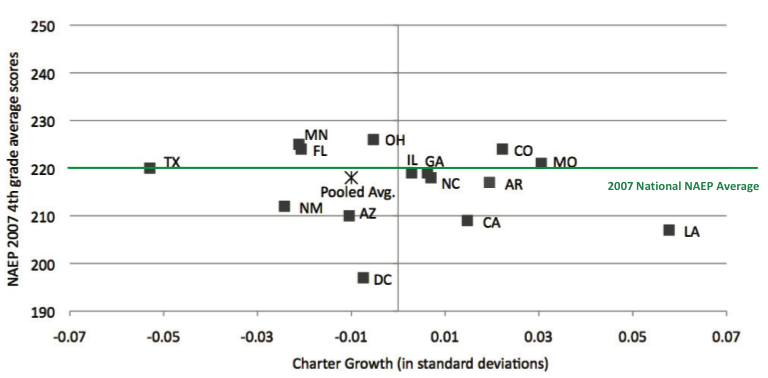 NAEP 2007 4th grade average scores
250
240
230
220
210
200
190
MN
OH
FL
CO
TX
IL GA
MO
NC
AR
2007 National NAEP Average
Pooled Avg.
NM
AZ
CA
LA
DC
-0.07 -0.05 -0.03 -0.01 0.01 0.03 0.05 0.07
Charter Growth (in standard deviations)